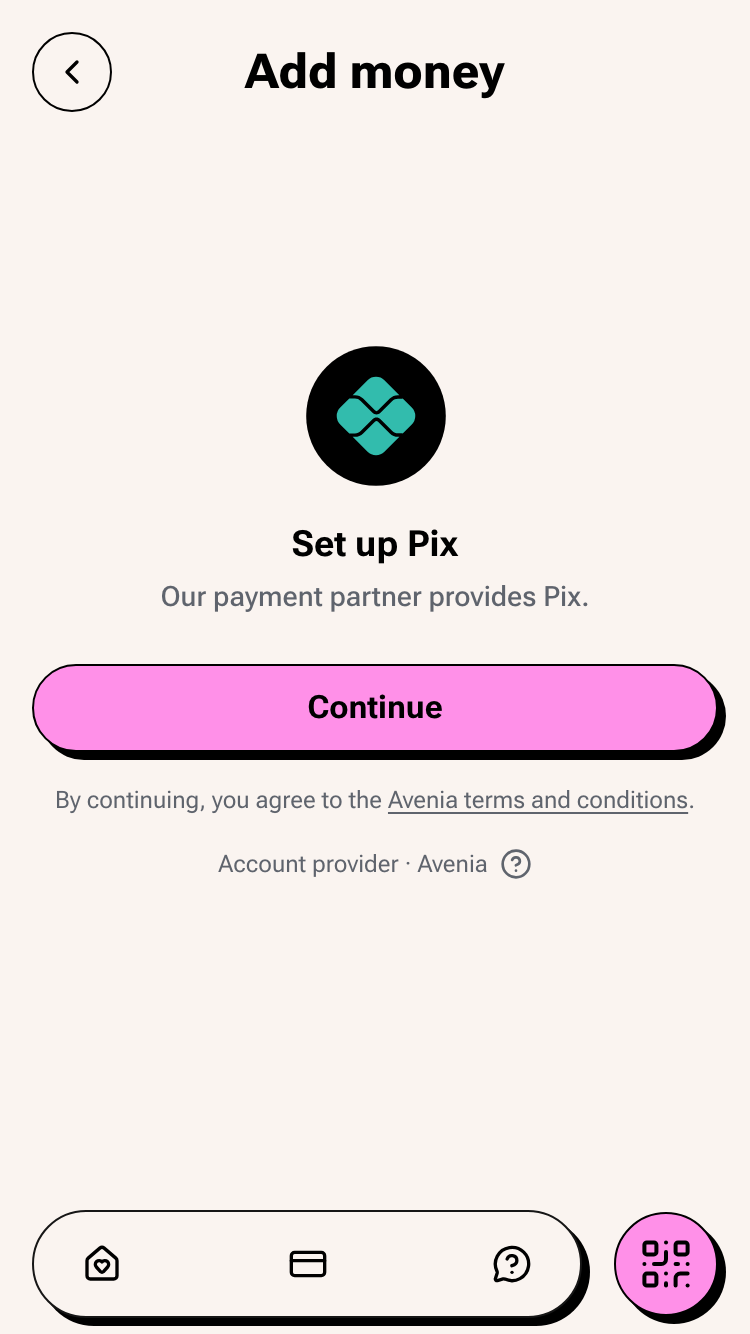 Add money
Set up Pix
Our payment partner provides Pix.
Continue
By continuing, you agree to the Avenia terms and conditions.
Account provider · Avenia